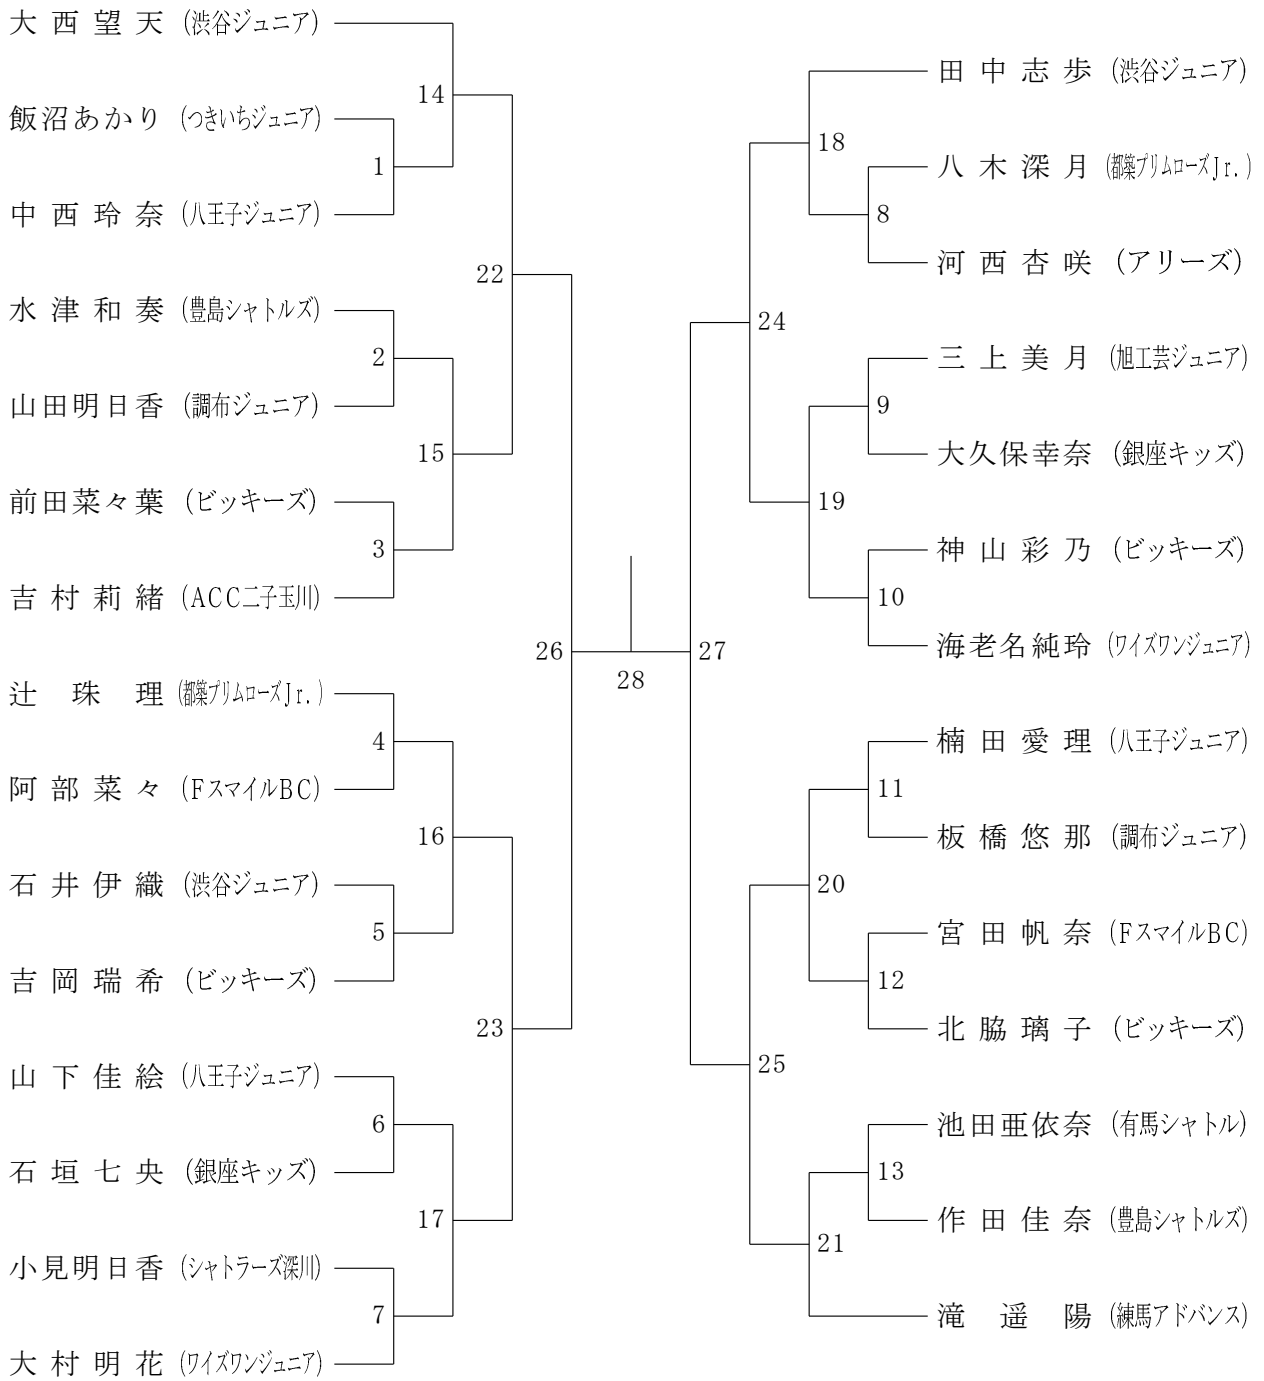 大西望天 (渋谷ジュニア)
14
飯沼あかり (つきいちジュニア)
1
中西玲奈 (八王子ジュニア)
22
水津和奏 (豊島シャトルズ)
2
山田明日香 (調布ジュニア)
15
前田菜々葉 (ビッキーズ)
3
吉村莉緒 (ACC二子玉川)
26
辻珠理 (都築プリムローズJr.)
4
阿部菜々 (FスマイルBC)
16
石井伊織 (渋谷ジュニア)
5
吉岡瑞希 (ビッキーズ)
23
山下佳絵 (八王子ジュニア)
6
石垣七央 (銀座キッズ)
17
小見明日香 (シャトラーズ深川)
7
大村明花 (ワイズワンジュニア)
28
田中志歩 (渋谷ジュニア)
18
八木深月 (都築プリムローズJr.)
8
河西杏咲 (アリーズ)
24
三上美月 (旭工芸ジュニア)
9
大久保幸奈 (銀座キッズ)
19
神山彩乃 (ビッキーズ)
10
海老名純玲 (ワイズワンジュニア)
27
楠田愛理 (八王子ジュニア)
11
板橋悠那 (調布ジュニア)
20
宮田帆奈 (FスマイルBC)
12
北脇璃子 (ビッキーズ)
25
池田亜依奈 (有馬シャトル)
13
作田佳奈 (豊島シャトルズ)
21
滝遥陽 (練馬アドバンス)